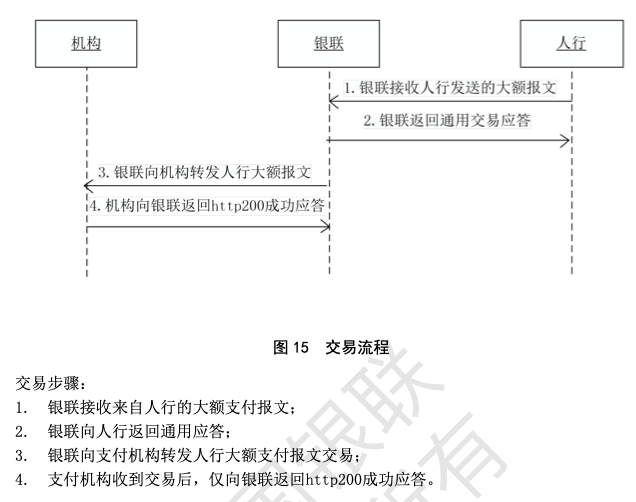 机构 银联 人行
1.银联接收人行发送的大额报文
2.银联返回通用交易应答
3.银联向机构转发人行大额报文
4.机构向银联返回http200成功应答
图 15 交易流程
交易步骤：
1. 银联接收来自人行的大额支付报文；
2. 银联向人行返回通用应答；
3. 银联向支付机构转发人行大额支付报文交易；
4. 支付机构收到交易后，仅向银联返回http200成功应答。